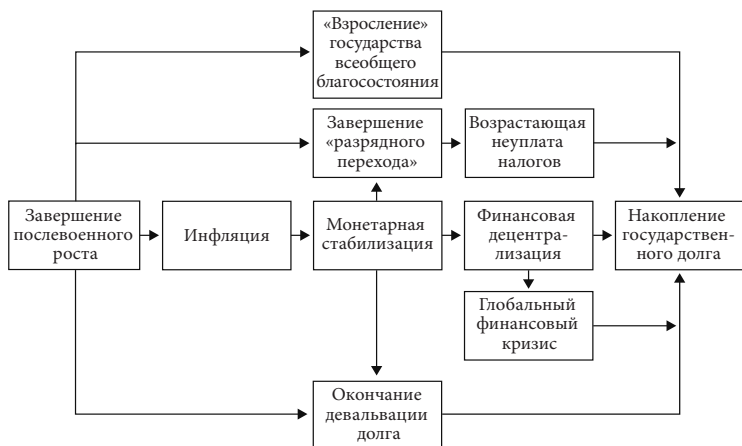 «Взросление»
государства
всеобщего
благосостояния
Завершение
«разрядного
перехода»
Возрастающая
неуплата
налогов
Завершение
послевоенного
роста
Инфляция
Монетарная
стабилизация
Финансовая
децентра-
лизация
Накопление
государствен-
ного долга
Глобальный
финансовый
кризис
Окончание
девальвации
долга